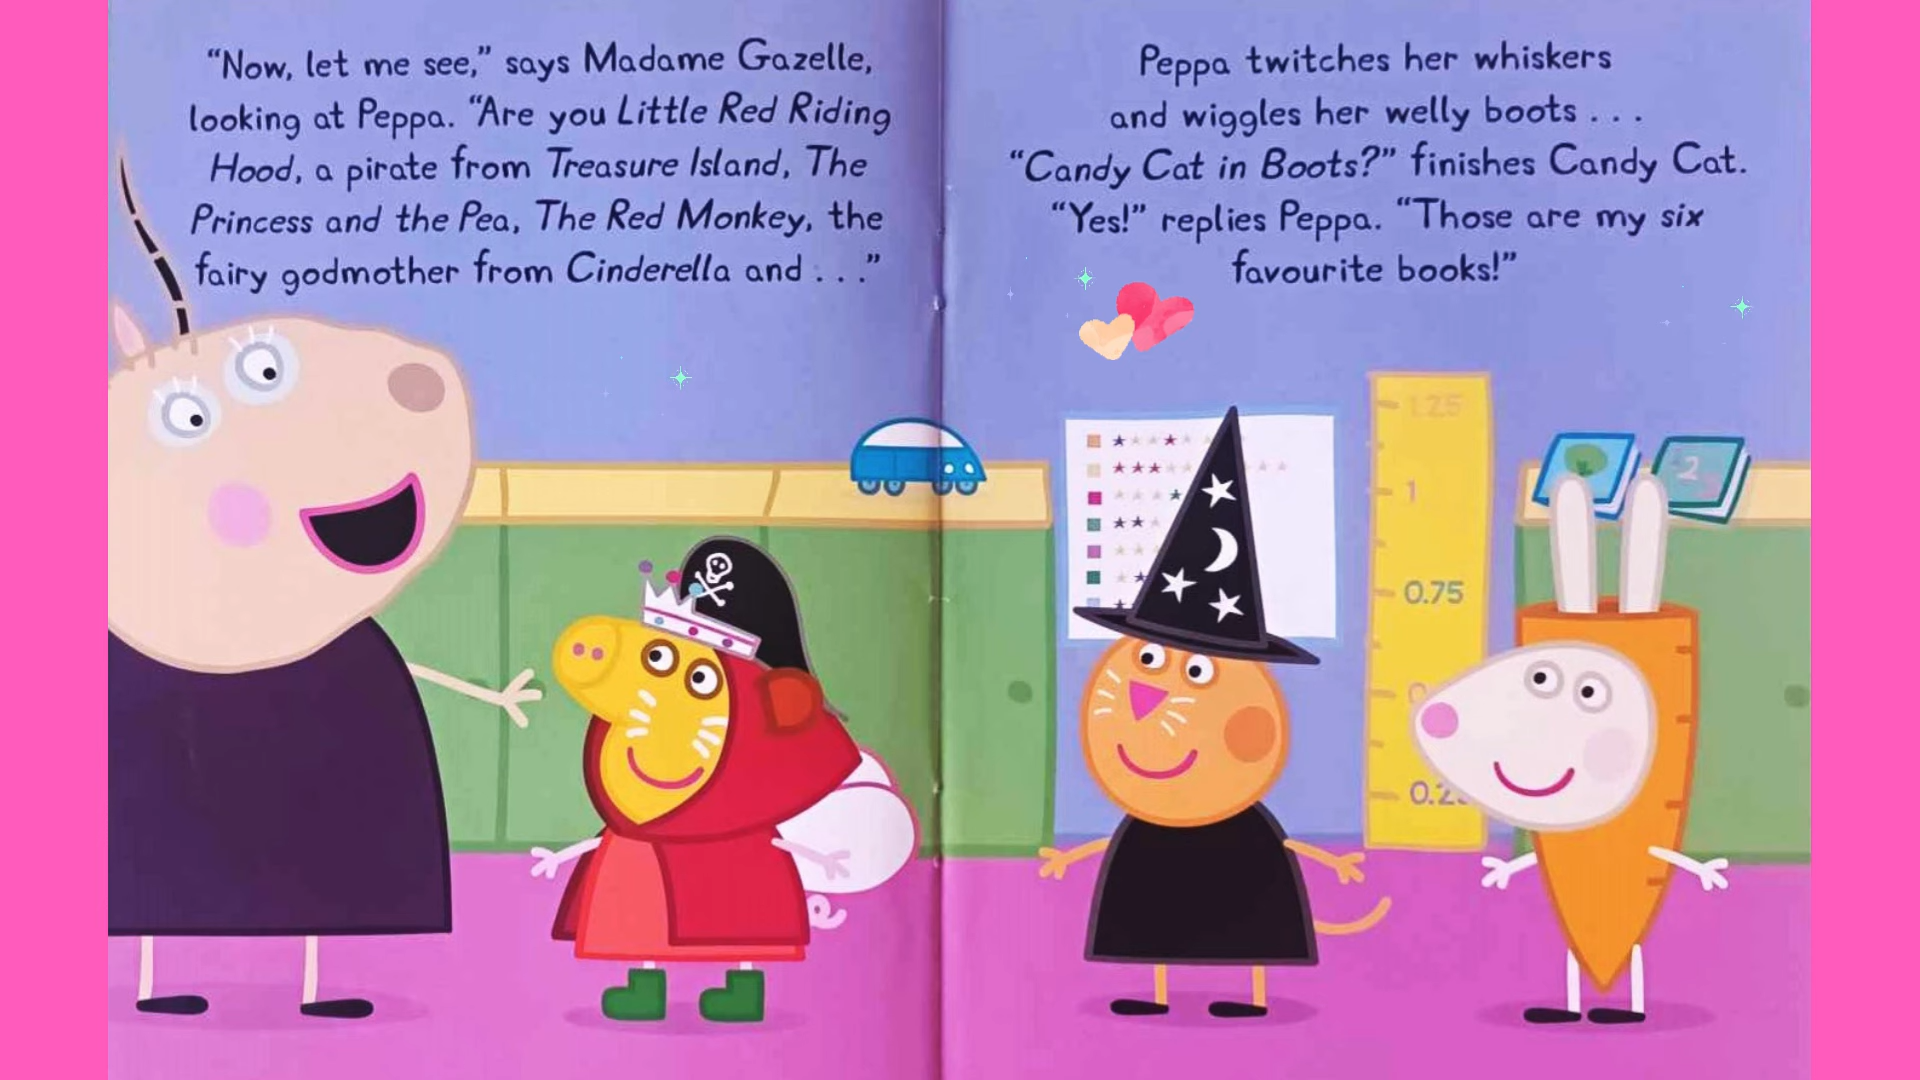 “Now, let me see,” says Madame Gazelle,
looking at Peppa. “Are you Little Red Riding
Hood, a pirate from Treasure Island, The
Princess and the Pea, The Red Monkey, the
fairy godmother from Cinderella and . . .”
Peppa twitches her whiskers
and wiggles her welly boots . . .
“Candy Cat in Boots?” finishes Candy Cat.
“Yes!” replies Peppa. “Those are my six
favourite books!”
1.25
1
0.75
2